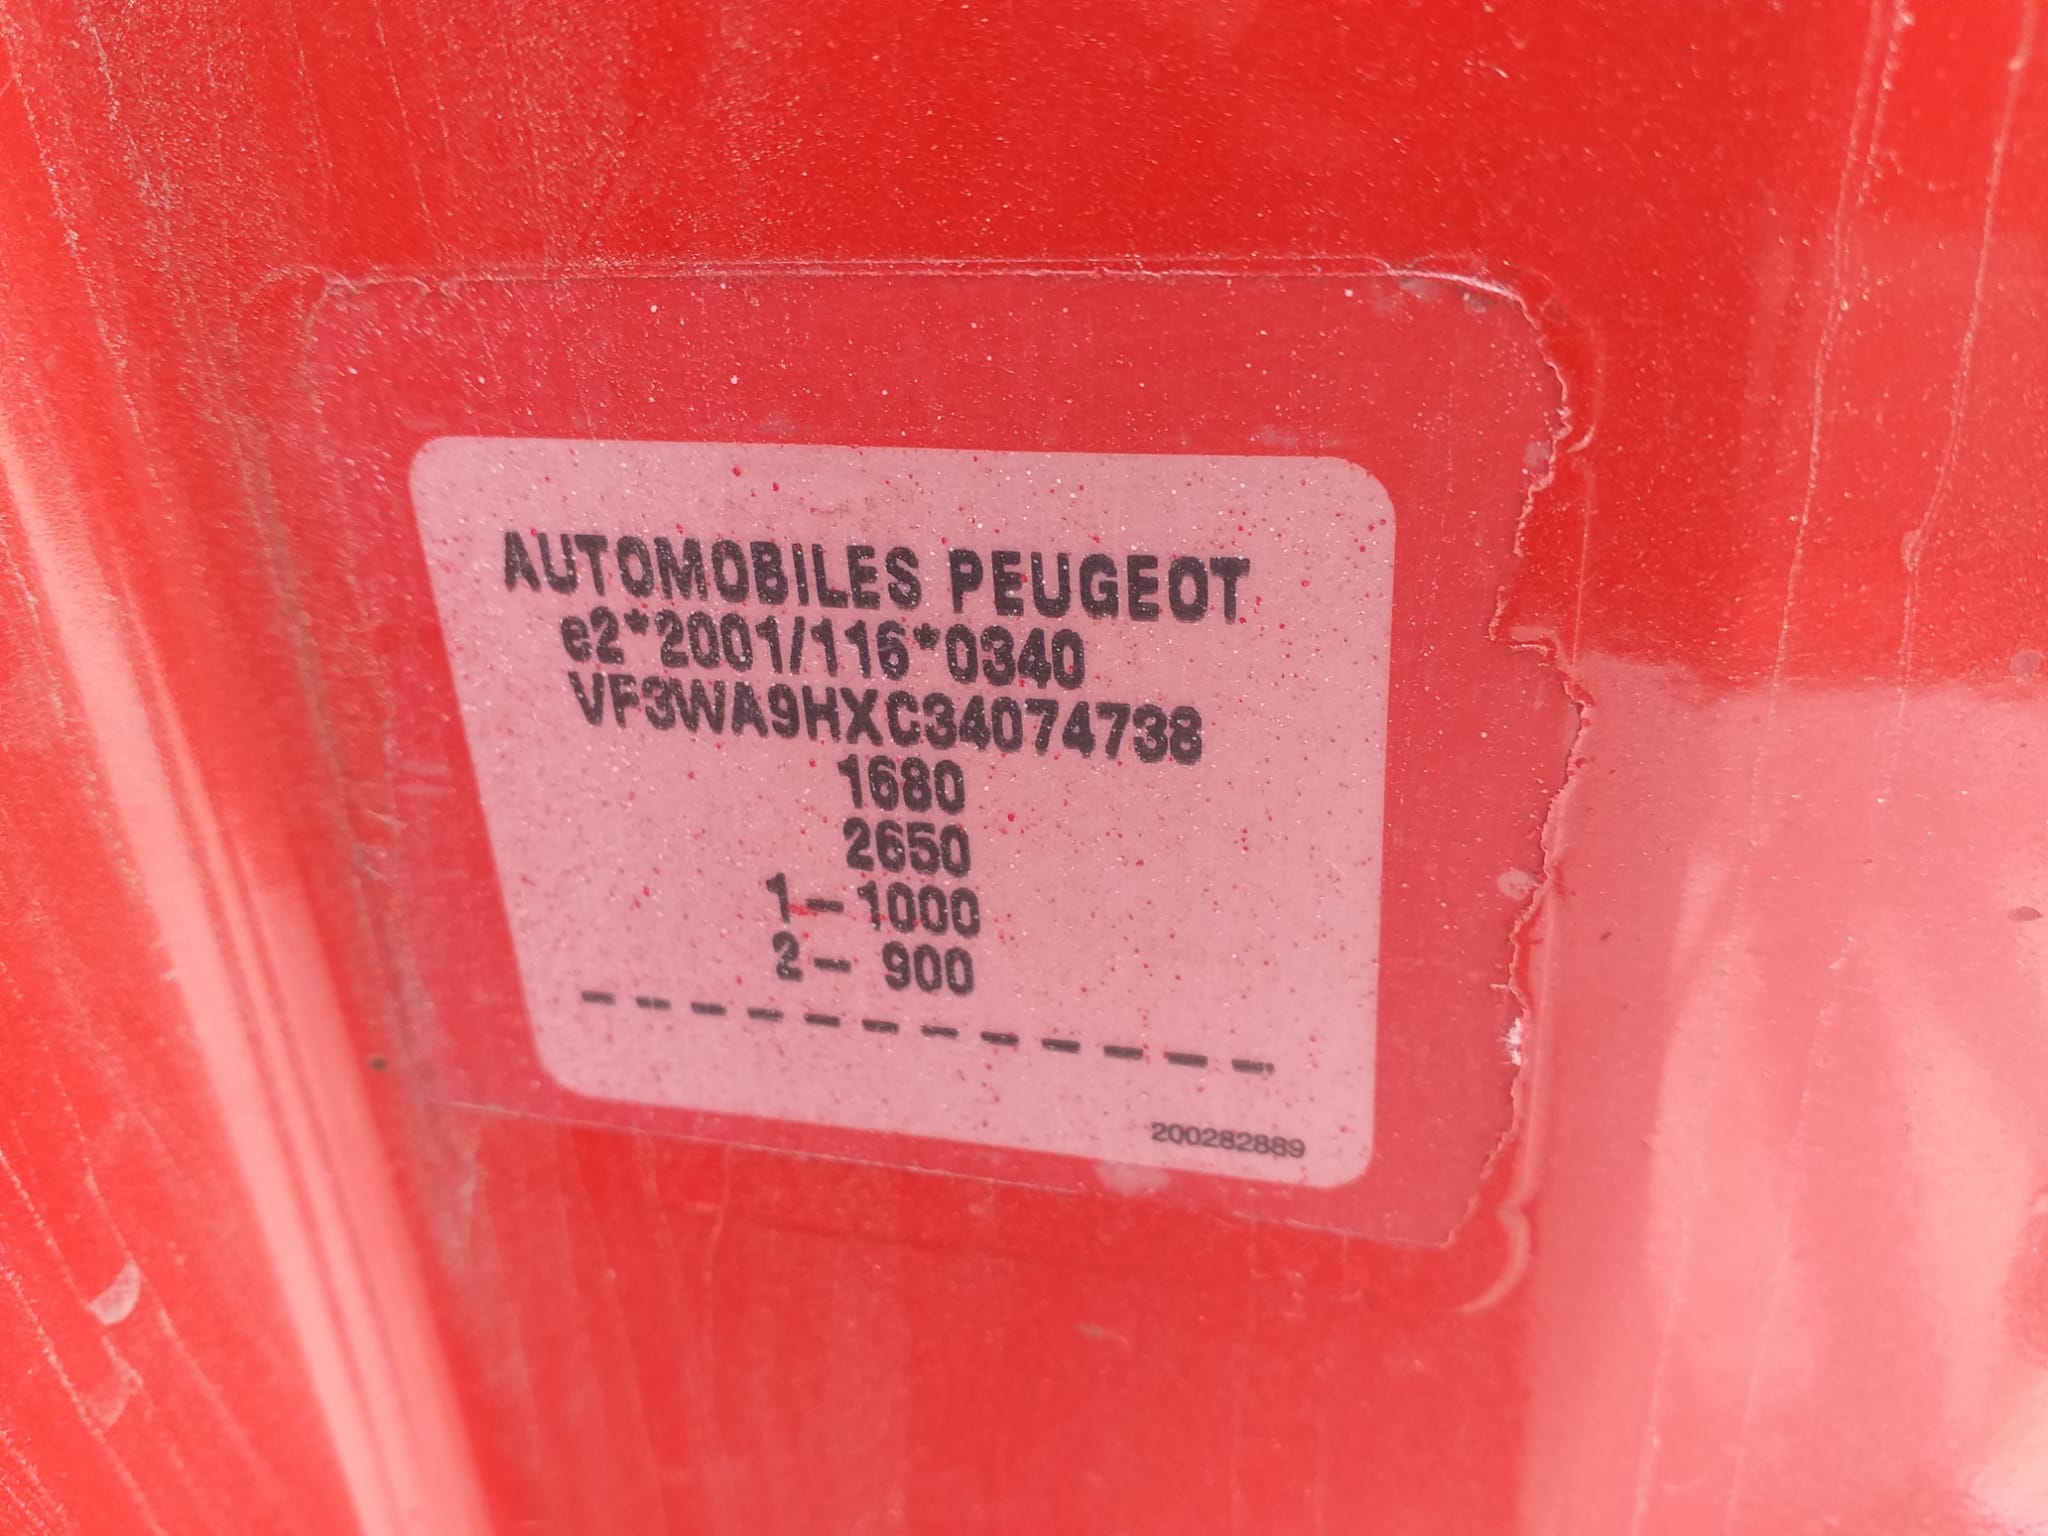 AUTOMOBILES PEUGEOT
e2*2001/116*0340
VF3WA9HXC34074738
1680
2650
1- 1000
2- 900
- - - - - - - - - - - -
200282889